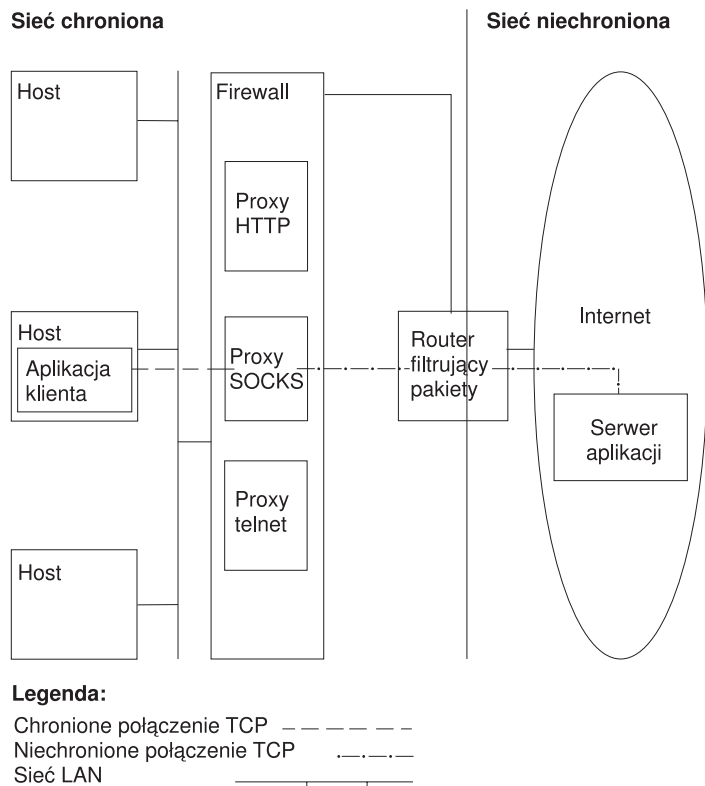 Sieć chroniona
Sieć niechroniona
Host
Firewall
Proxy
HTTP
Host
Aplikacja
klienta
Proxy
SOCKS
Router
filtrujący
pakiety
Internet
Serwer
aplikacji
Proxy
telnet
Host
Legenda:
Chronione połączenie TCP
Niechronione połączenie TCP
Sieć LAN